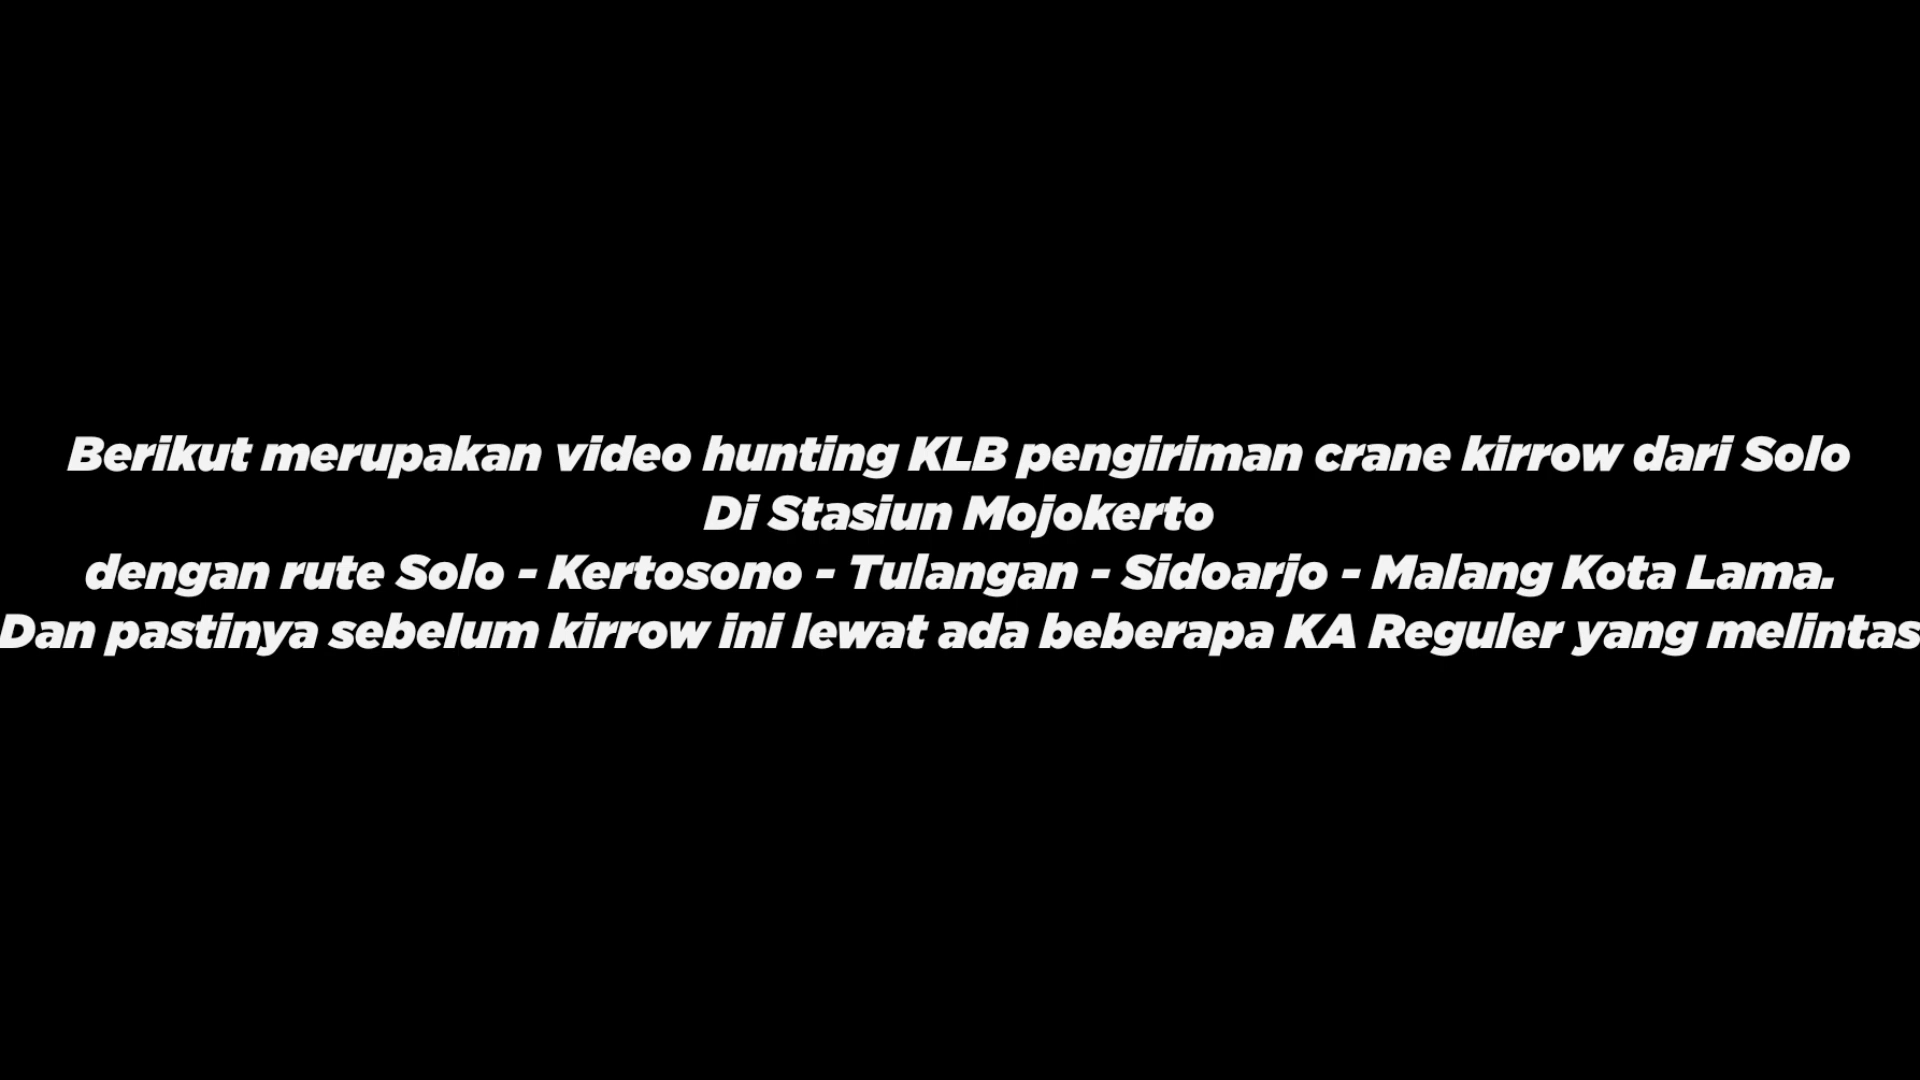 Berikut merupakan video hunting KLB pengiriman crane kirrow dari Solo
Di Stasiun Mojokerto
dengan rute Solo - Kertosono - Tulangan - Sidoarjo - Malang Kota Lama.
Dan pastinya sebelum kirrow ini lewat ada beberapa KA Reguler yang melintas